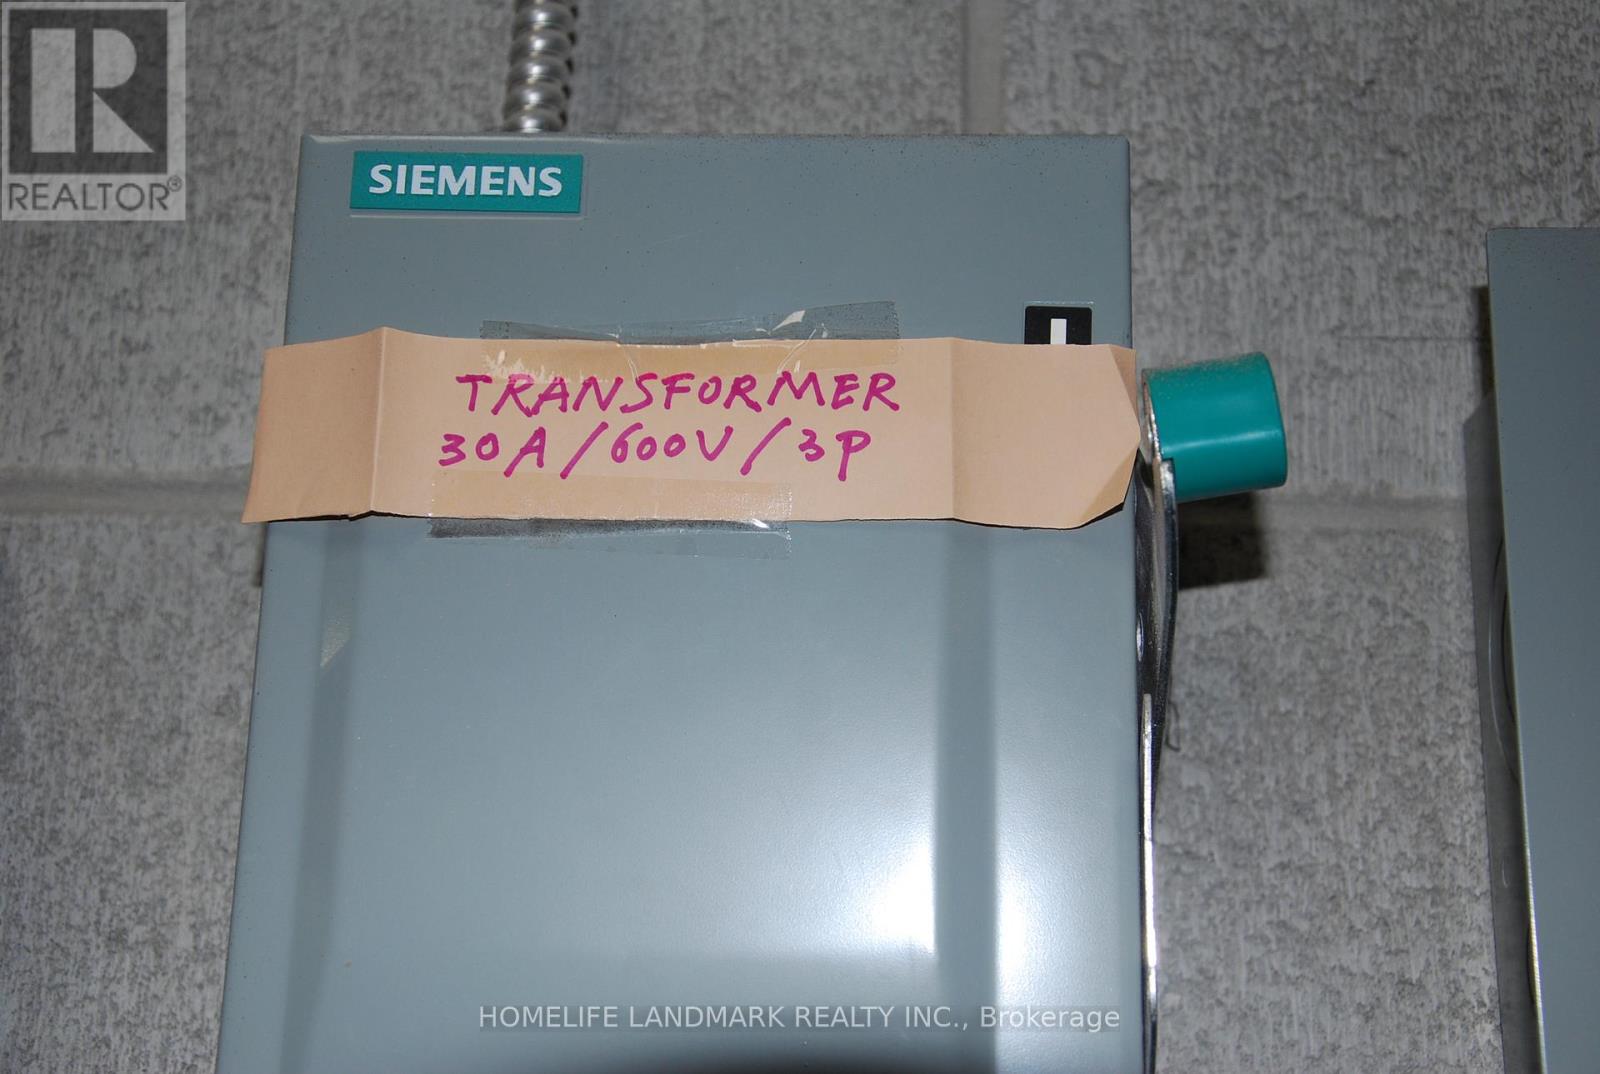 REALTOR®
SIEMENS
TRANSFORMER
30A/600V/3P
HOMELIFE LANDMARK REALTY INC., Brokerage